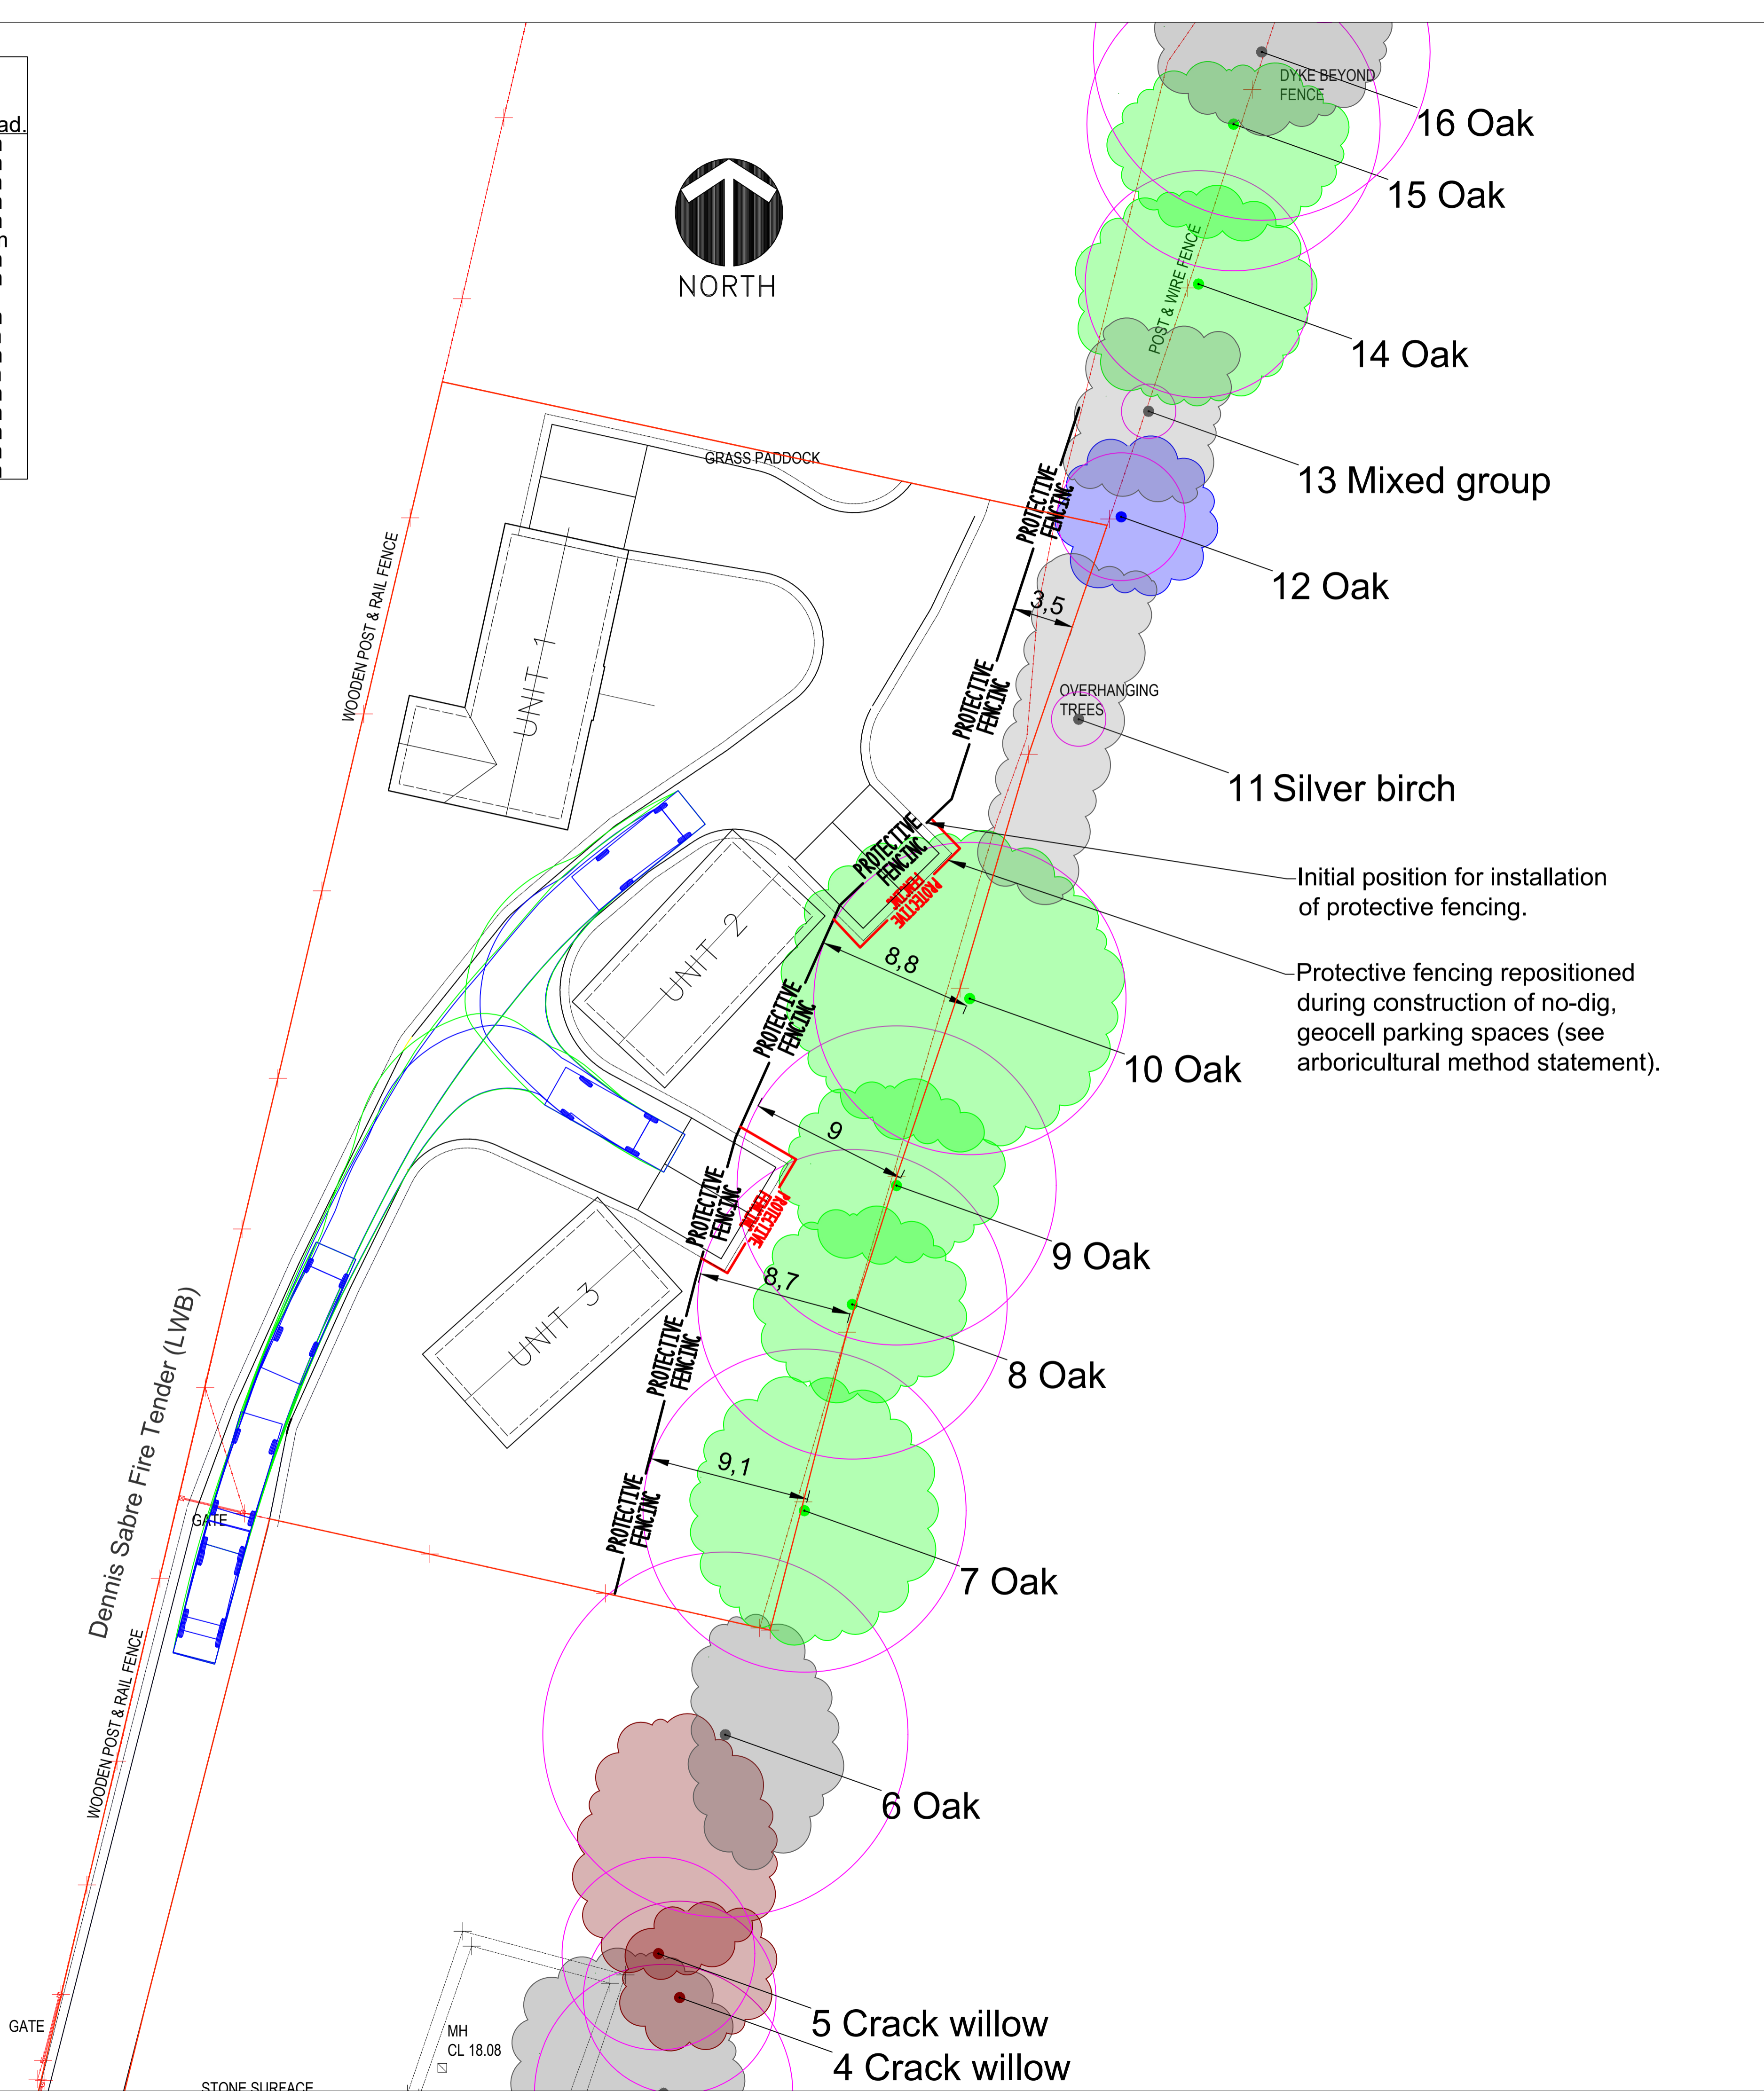 ad.
NORTH
DYKE BEYOND
FENCE
16 Oak
15 Oak
POST & WIRE FENCE
14 Oak
13 Mixed group
GRASS PADDOCK
PROTECTIVE
FENCING
12 Oak
3,5
WOODEN POST & RAIL FENCE
UNIT 1
PROTECTIVE
FENCING
OVERHANGING
TREES
11 Silver birch
PROTECTIVE
FENCING
PROTECTIVE
FENCING
Initial position for installation
of protective fencing.
UNIT 2
8,8
Protective fencing repositioned
during construction of no-dig,
geocell parking spaces (see
arboricultural method statement).
PROTECTIVE
FENCING
10 Oak
9
PROTECTIVE
FENCING
PROTECTIVE
FENCING
9 Oak
8,7
UNIT 3
PROTECTIVE
FENCING
8 Oak
Dennis Sabre Fire Tender (LWB)
9,1
GATE
PROTECTIVE
FENCING
7 Oak
WOODEN POST & RAIL FENCE
6 Oak
GATE
MH
CL 18.08
5 Crack willow
4 Crack willow
STONE SURFACE